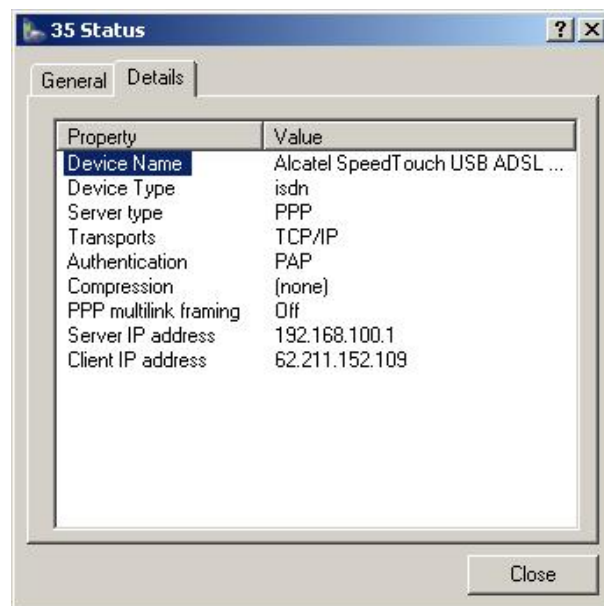 35 Status
General Details
Property Value
Device Name Alcatel SpeedTouch USB ADSL ...
Device Type isdn
Server type PPP
Transports TCP/IP
Authentication PAP
Compression (none)
PPP multilink framing Off
Server IP address 192.168.100.1
Client IP address 62.211.152.109
Close